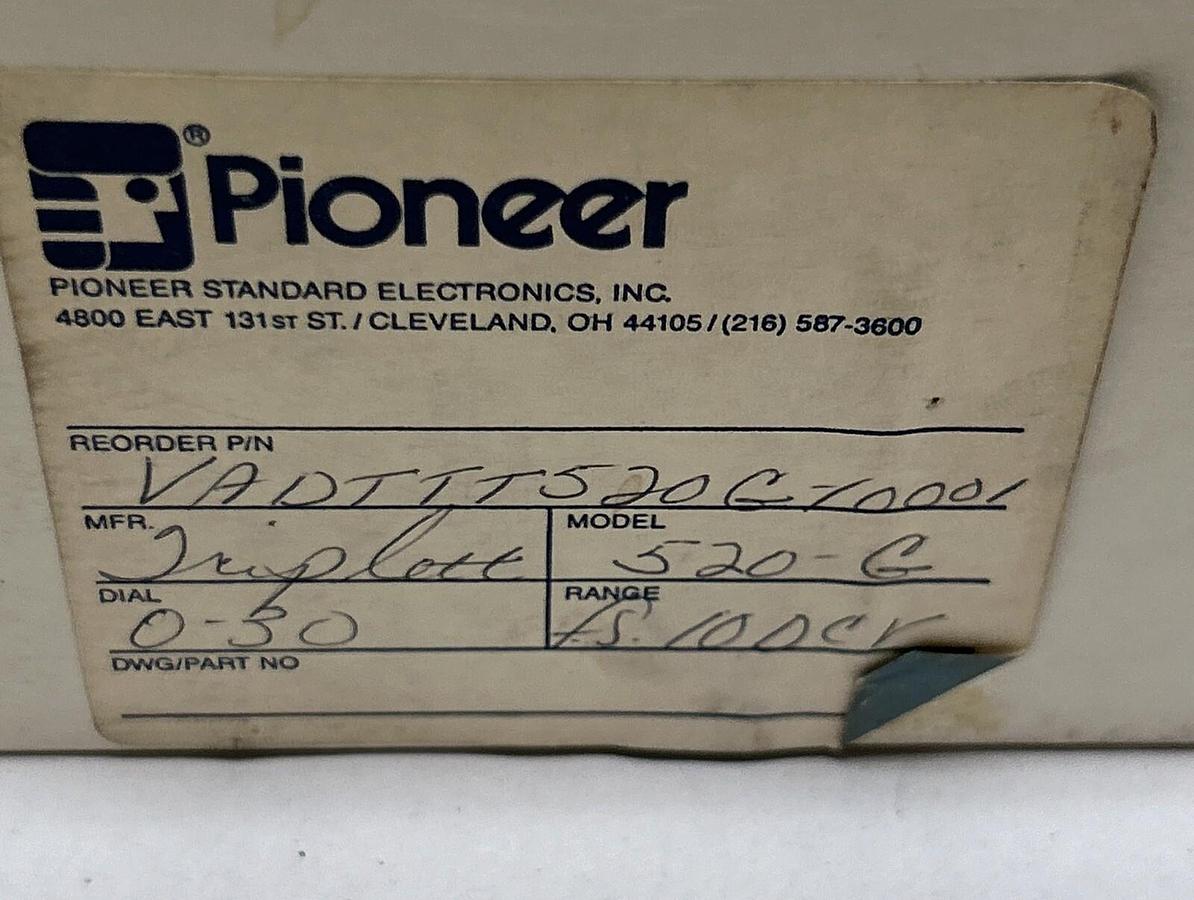 ® Pioneer
PIONEER STANDARD ELECTRONICS, INC.
4800 EAST 131ST ST. / CLEVELAND, OH 44105 / (216) 587-3600
REORDER P/N
VADTTT520G-10001
MFR. Triplett MODEL 520-G
DIAL 0-30 RANGE f.S. 10DCV
DWG/PART NO